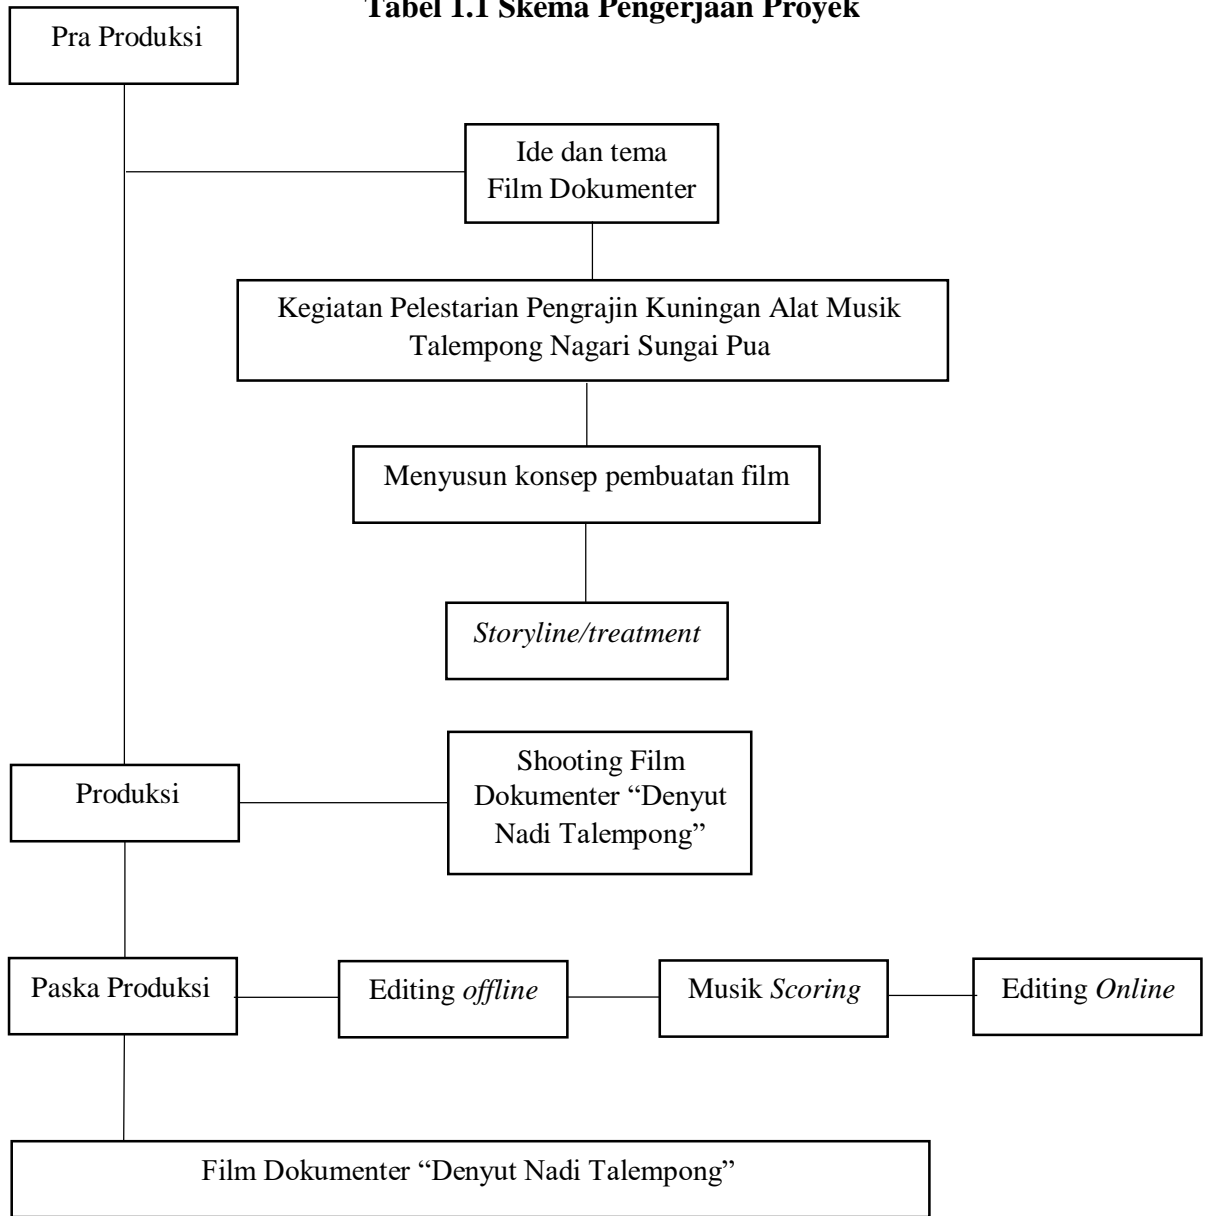 Tabel 1.1 Skema Pengerjaan Proyek
Pra Produksi
Ide dan tema
Film Dokumenter
Kegiatan Pelestarian Pengrajin Kuningan Alat Musik
Talempong Nagari Sungai Pua
Menyusun konsep pembuatan film
Storyline/treatment
Produksi
Shooting Film
Dokumenter “Denyut
Nadi Talempong”
Paska Produksi
Editing offline
Musik Scoring
Editing Online
Film Dokumenter “Denyut Nadi Talempong”